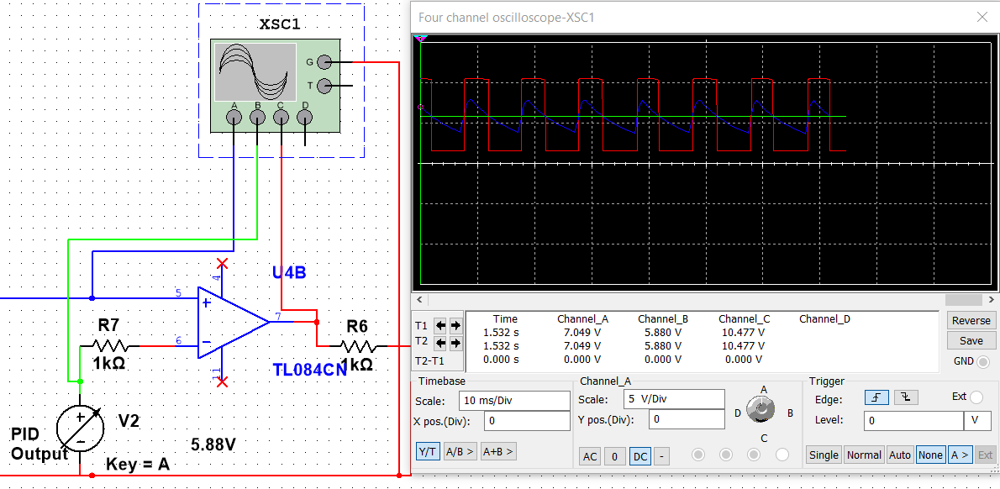 XSC1
G
T
A B C D
4
U4B
5
7
R7
R6
6
1kΩ
TL084CN
1kΩ
11
V2
PID
Output
5.88V
Key = A
Four channel oscilloscope-XSC1
T1
T2
T2-T1
Time Channel_A Channel_B Channel_C Channel_D
1.532 s 7.049 V 5.880 V 10.477 V
1.532 s 7.049 V 5.880 V 10.477 V
0.000 s 0.000 V 0.000 V 0.000 V
Reverse
Save
GND
Timebase
Scale: 10 ms/Div
X pos.(Div): 0
Y/T A/B > A+B >
Channel_A
Scale: 5 V/Div
Y pos.(Div): 0
AC 0 DC -
A
D B
C
Trigger
Edge: Ext
Level: 0 V
Single Normal Auto None A > Ext